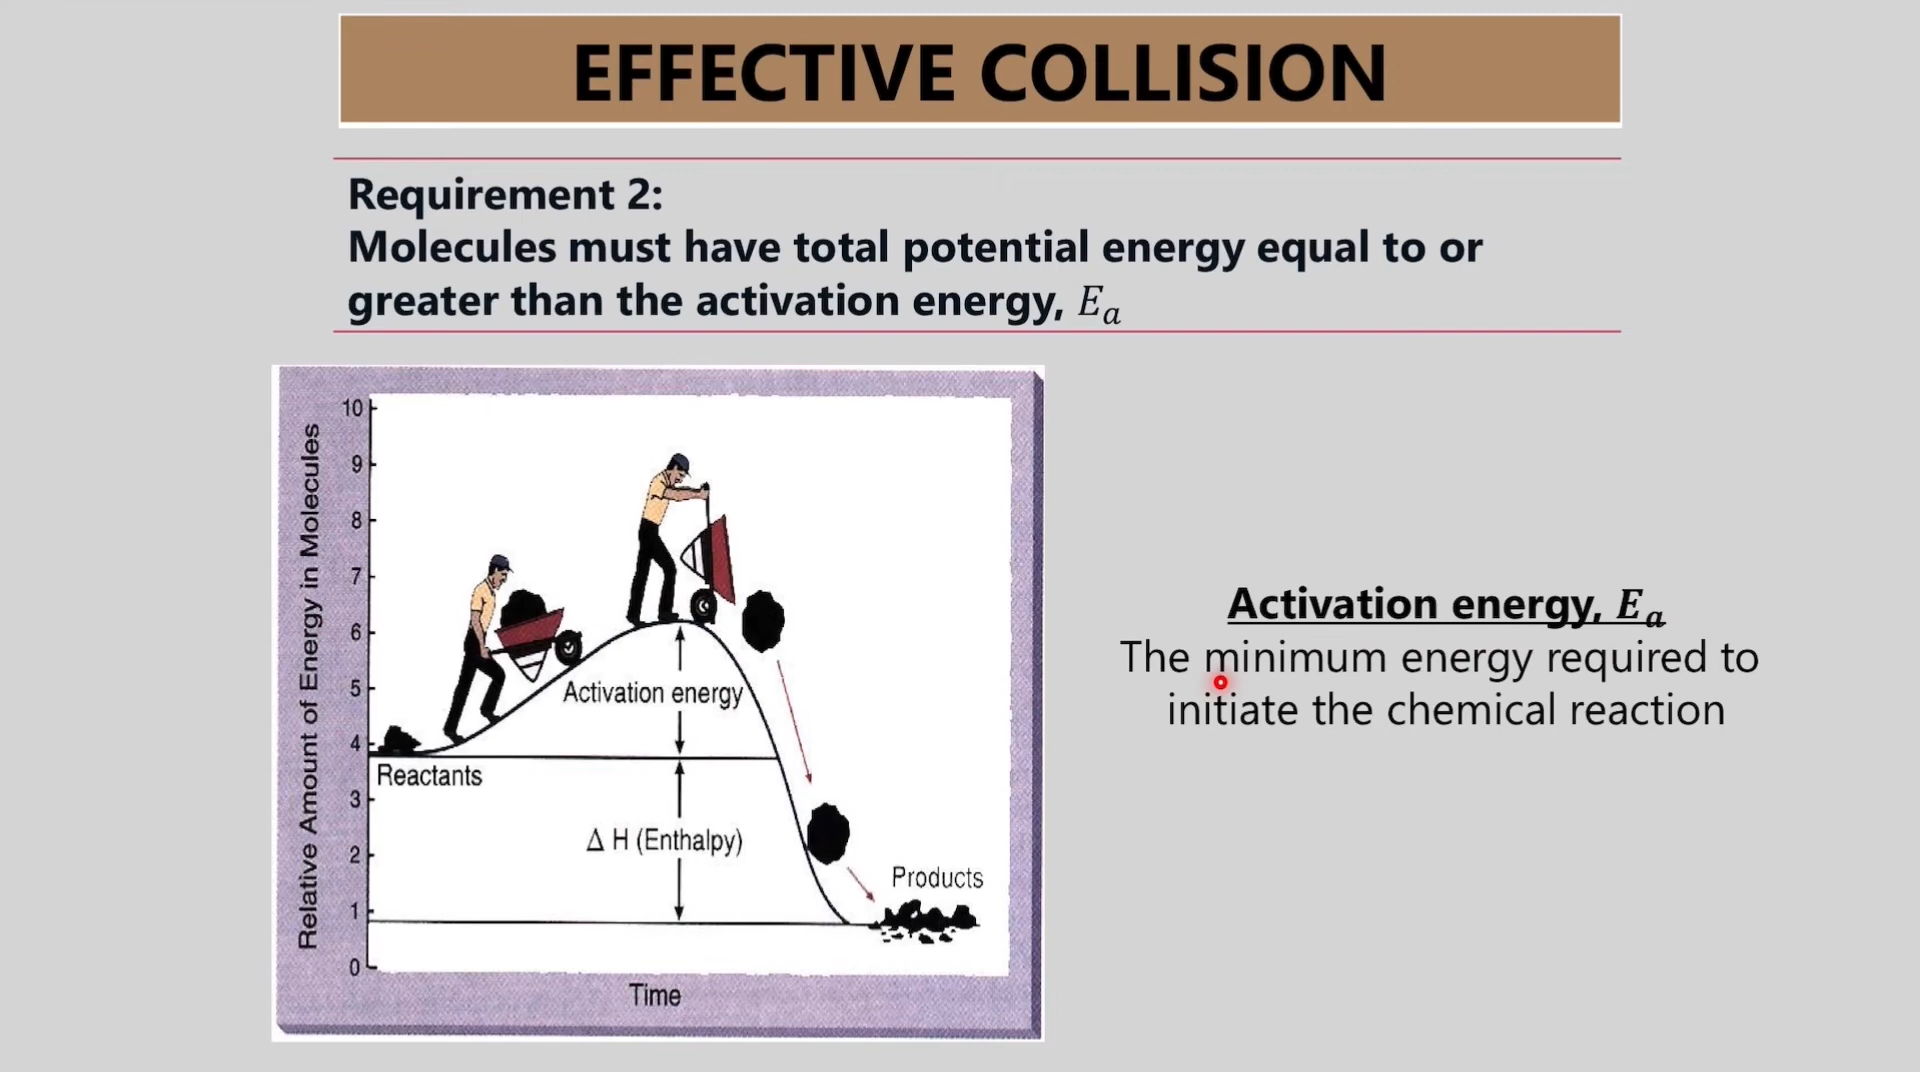 EFFECTIVE COLLISION
Requirement 2:
Molecules must have total potential energy equal to or
greater than the activation energy, Eₐ
Relative Amount of Energy in Molecules
10
9
8
7
6
5
4
3
2
1
0
Activation energy
Reactants
Δ H (Enthalpy)
Products
Time
Activation energy, Eₐ
The minimum energy required to
initiate the chemical reaction